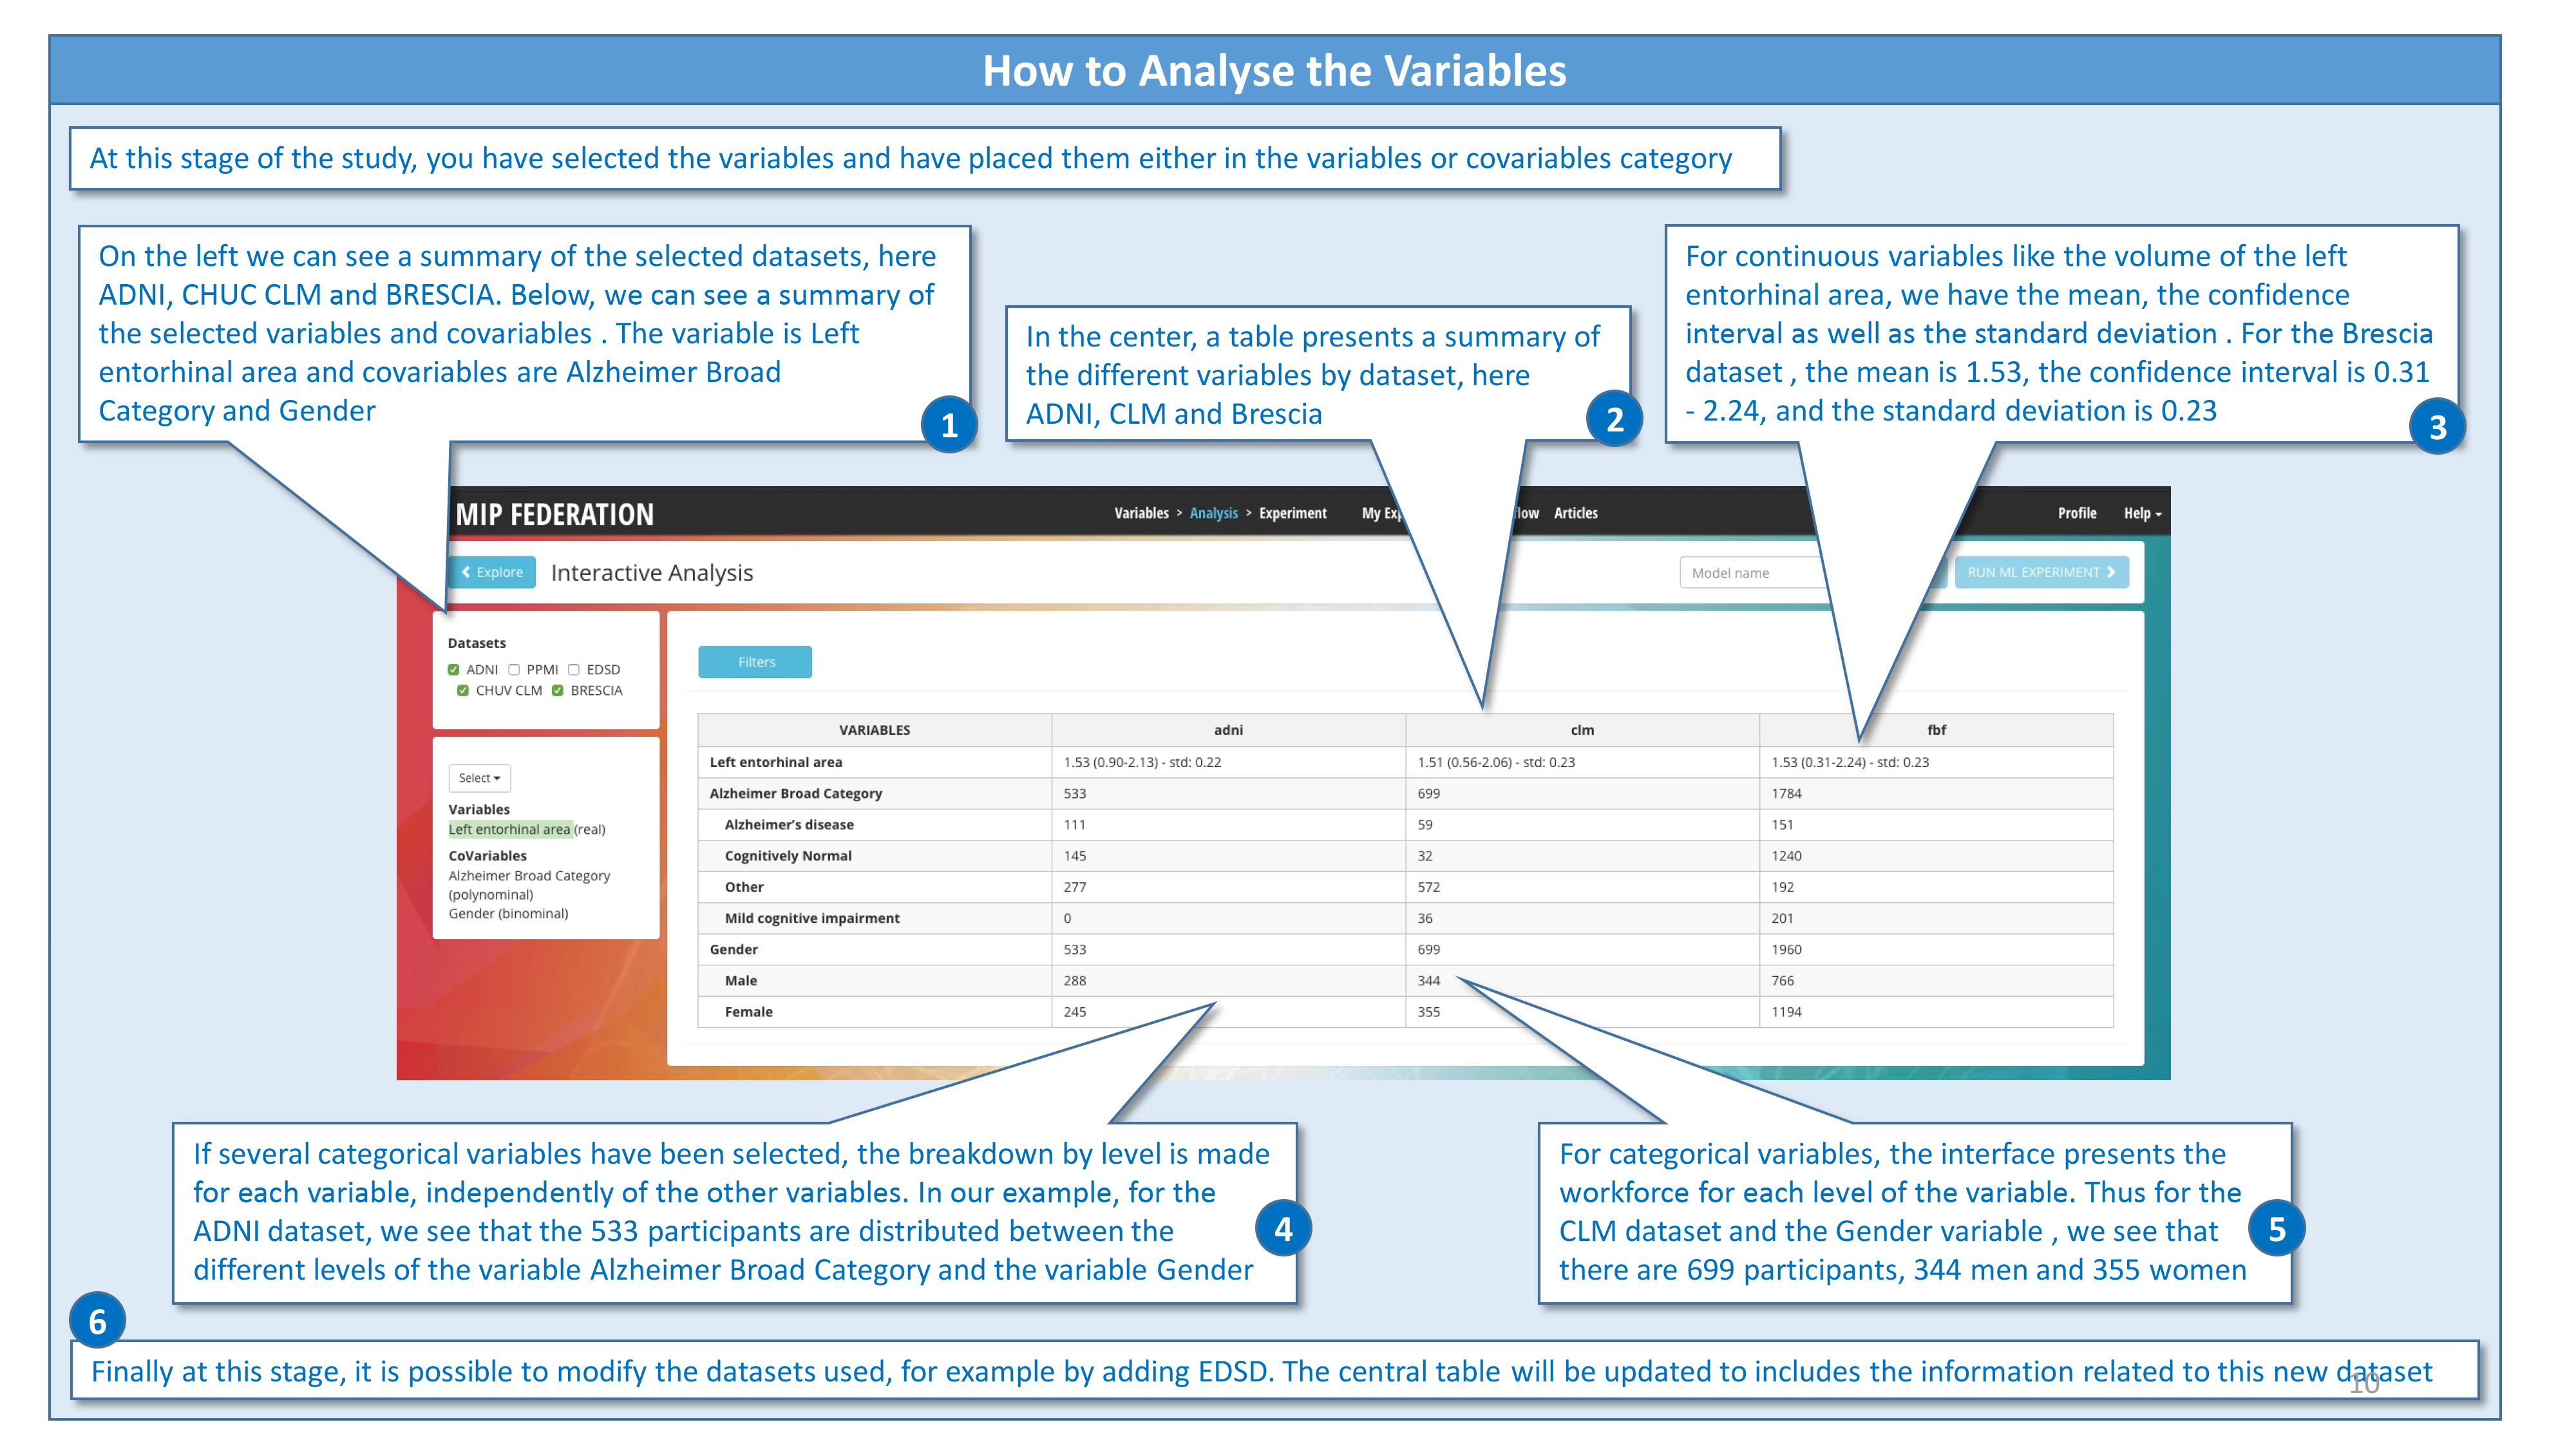 How to Analyse the Variables
At this stage of the study, you have selected the variables and have placed them either in the variables or covariables category
On the left we can see a summary of the selected datasets, here
ADNI, CHUC CLM and BRESCIA. Below, we can see a summary of
the selected variables and covariables . The variable is Left
entorhinal area and covariables are Alzheimer Broad
Category and Gender
1
In the center, a table presents a summary of
the different variables by dataset, here
ADNI, CLM and Brescia
2
For continuous variables like the volume of the left
entorhinal area, we have the mean, the confidence
interval as well as the standard deviation . For the Brescia
dataset , the mean is 1.53, the confidence interval is 0.31
- 2.24, and the standard deviation is 0.23
3
MIP FEDERATION
Variables > Analysis > Experiment My Articles
Profile Help
Explore Interactive Analysis
Model name RUN ML EXPERIMENT
Datasets
ADNI PPMI EDSD
CHUV CLM BRESCIA
Select
Variables
Left entorhinal area (real)
CoVariables
Alzheimer Broad Category
(polynominal)
Gender (binominal)
Filters
VARIABLES adni clm fbf
Left entorhinal area 1.53 (0.90-2.13) - std: 0.22 1.51 (0.56-2.06) - std: 0.23 1.53 (0.31-2.24) - std: 0.23
Alzheimer Broad Category 533 699 1784
Alzheimer's disease 111 59 151
Cognitively Normal 145 32 1240
Other 277 572 192
Mild cognitive impairment 0 36 201
Gender 533 699 1960
Male 288 344 766
Female 245 355 1194
If several categorical variables have been selected, the breakdown by level is made
for each variable, independently of the other variables. In our example, for the
ADNI dataset, we see that the 533 participants are distributed between the
different levels of the variable Alzheimer Broad Category and the variable Gender
4
For categorical variables, the interface presents the
workforce for each level of the variable. Thus for the
CLM dataset and the Gender variable , we see that
there are 699 participants, 344 men and 355 women
5
6
Finally at this stage, it is possible to modify the datasets used, for example by adding EDSD. The central table will be updated to includes the information related to this new dataset
10